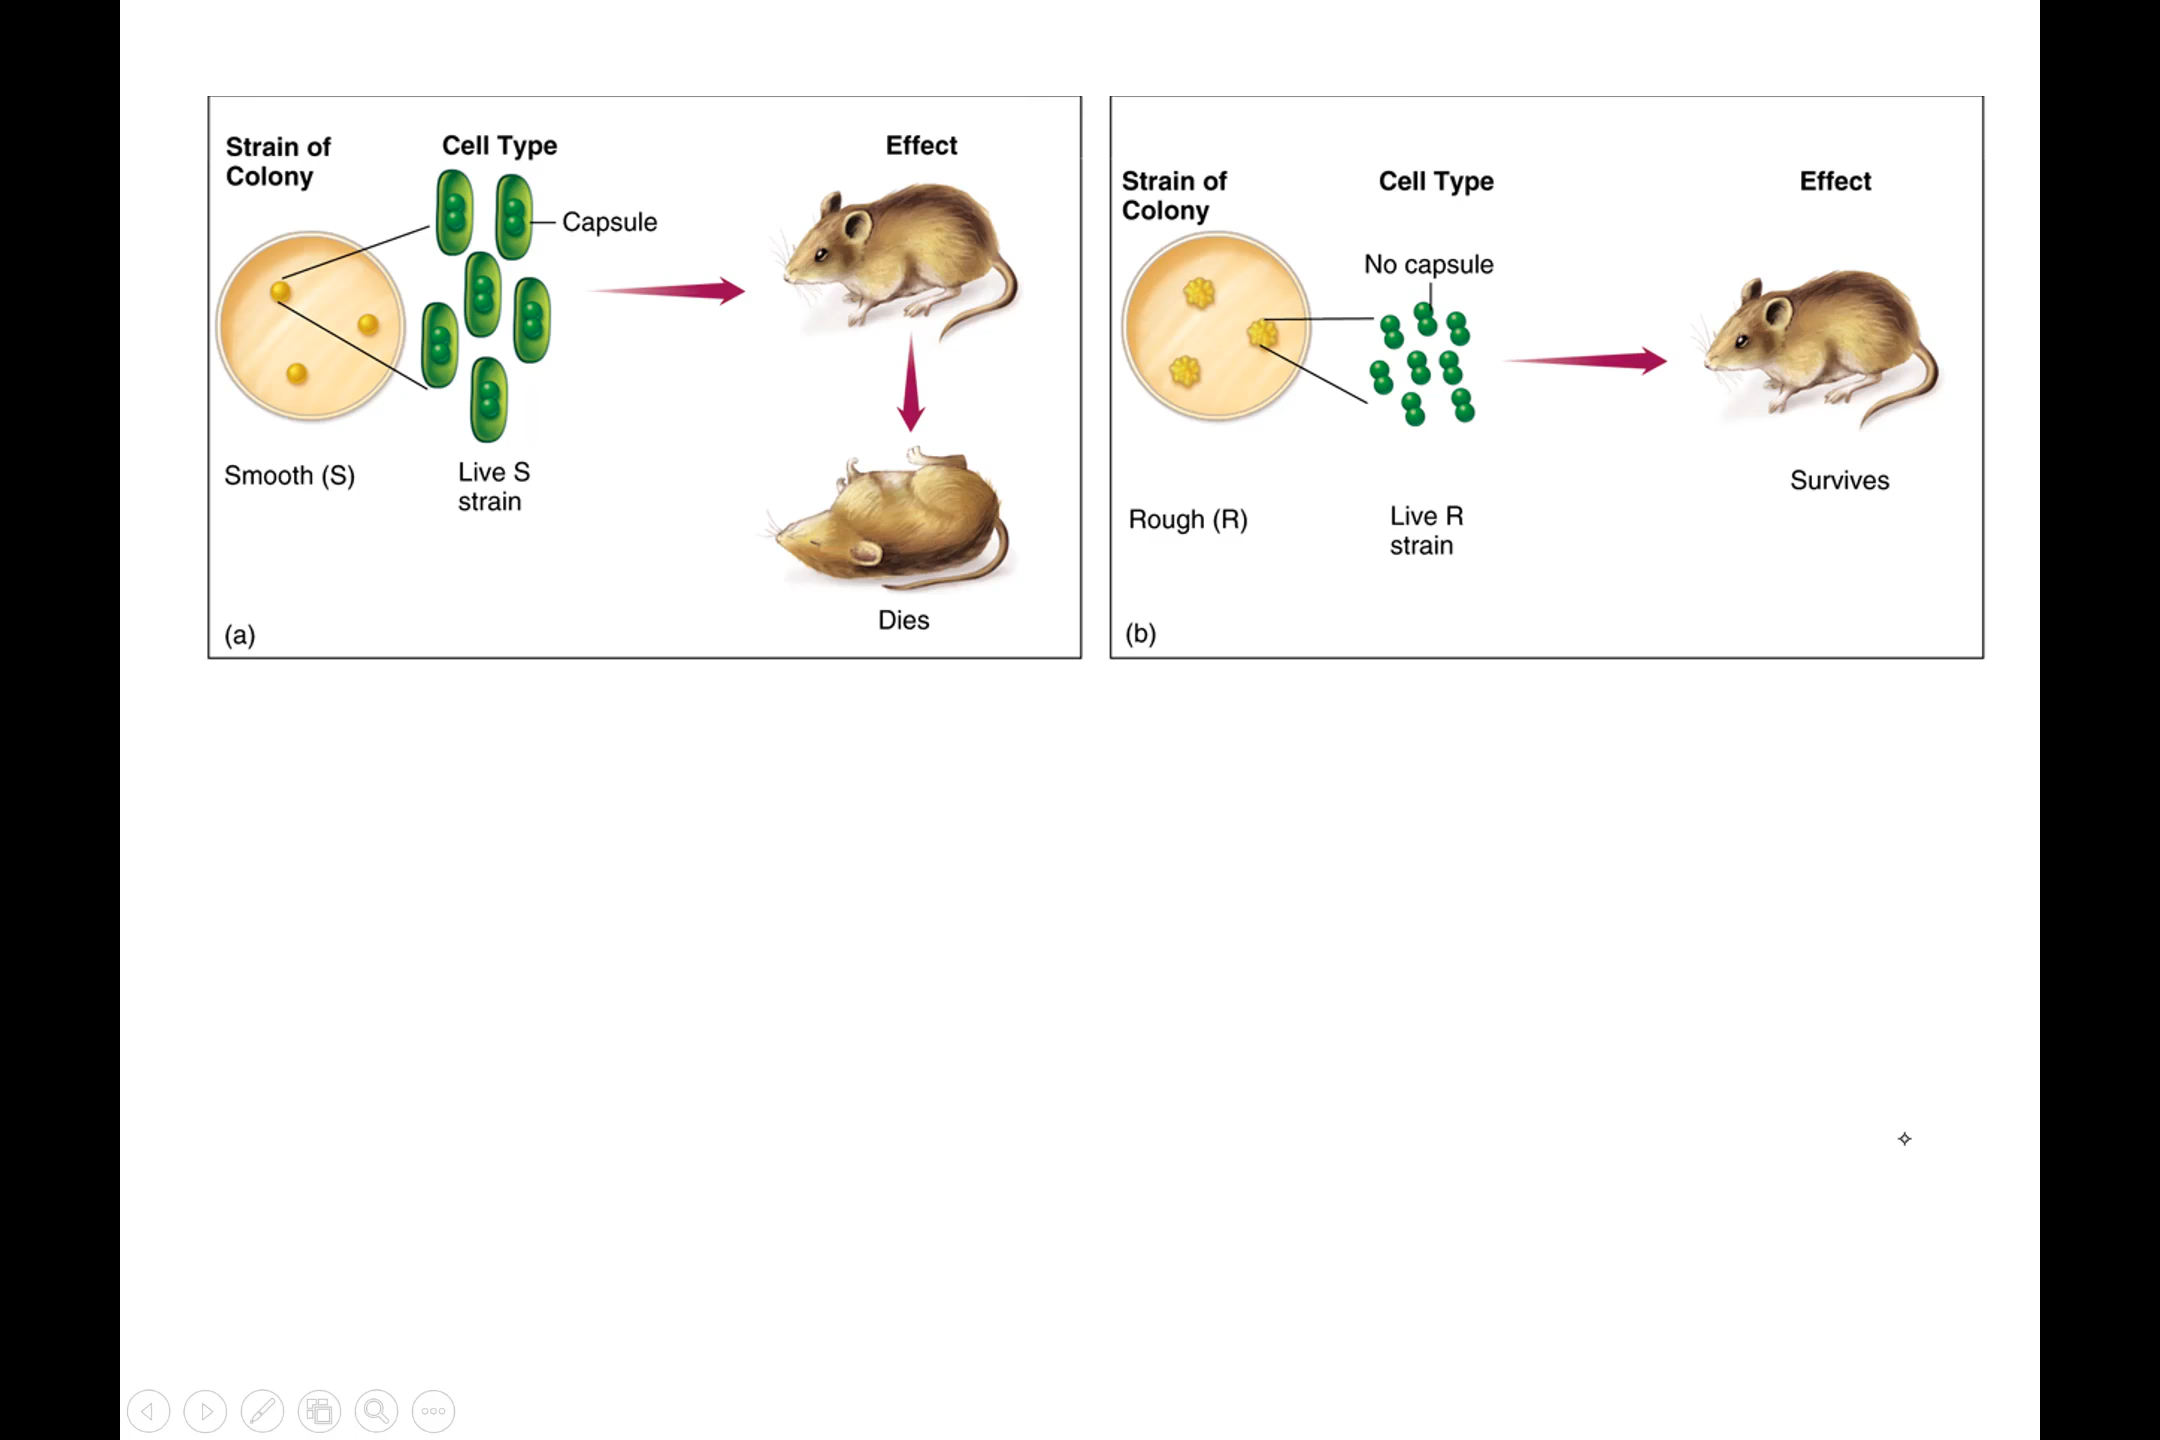 Strain of
Colony
Cell Type
Effect
Capsule
Smooth (S)
Live S
strain
Dies
(a)
Strain of
Colony
Cell Type
Effect
No capsule
Survives
Rough (R)
Live R
strain
(b)